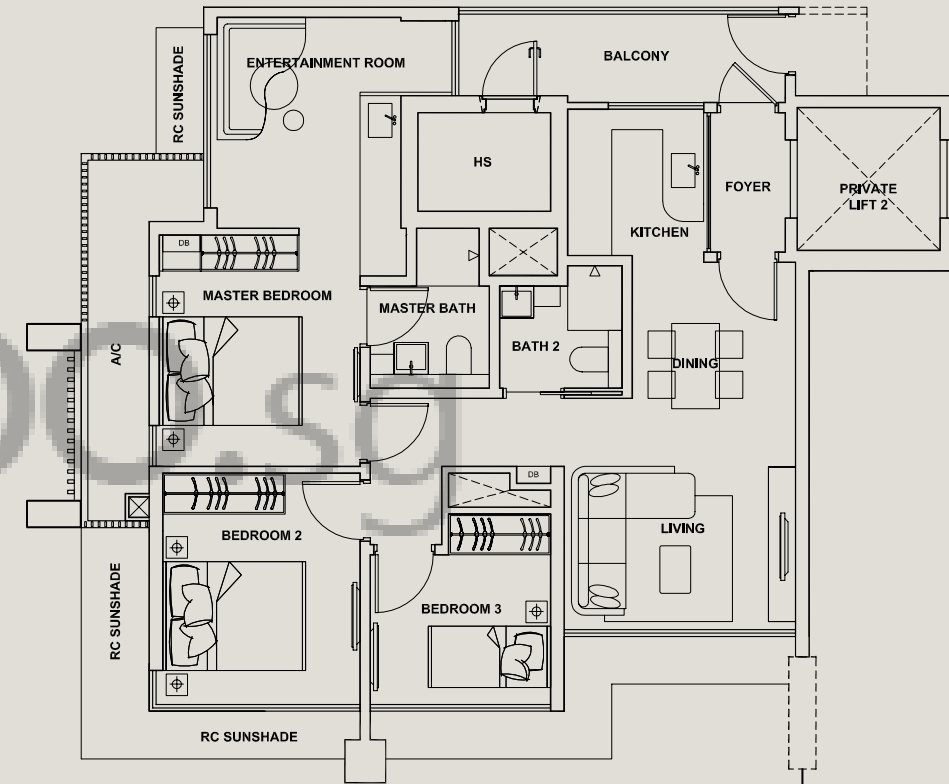 ENTERTAINMENT ROOM
BALCONY
RC SUNSHADE
HS
FOYER
PRIVATE
LIFT 2
KITCHEN
DB
MASTER BEDROOM
MASTER BATH
BATH 2
A/C
DINING
DB
BEDROOM 2
LIVING
BEDROOM 3
RC SUNSHADE
RC SUNSHADE
.sg